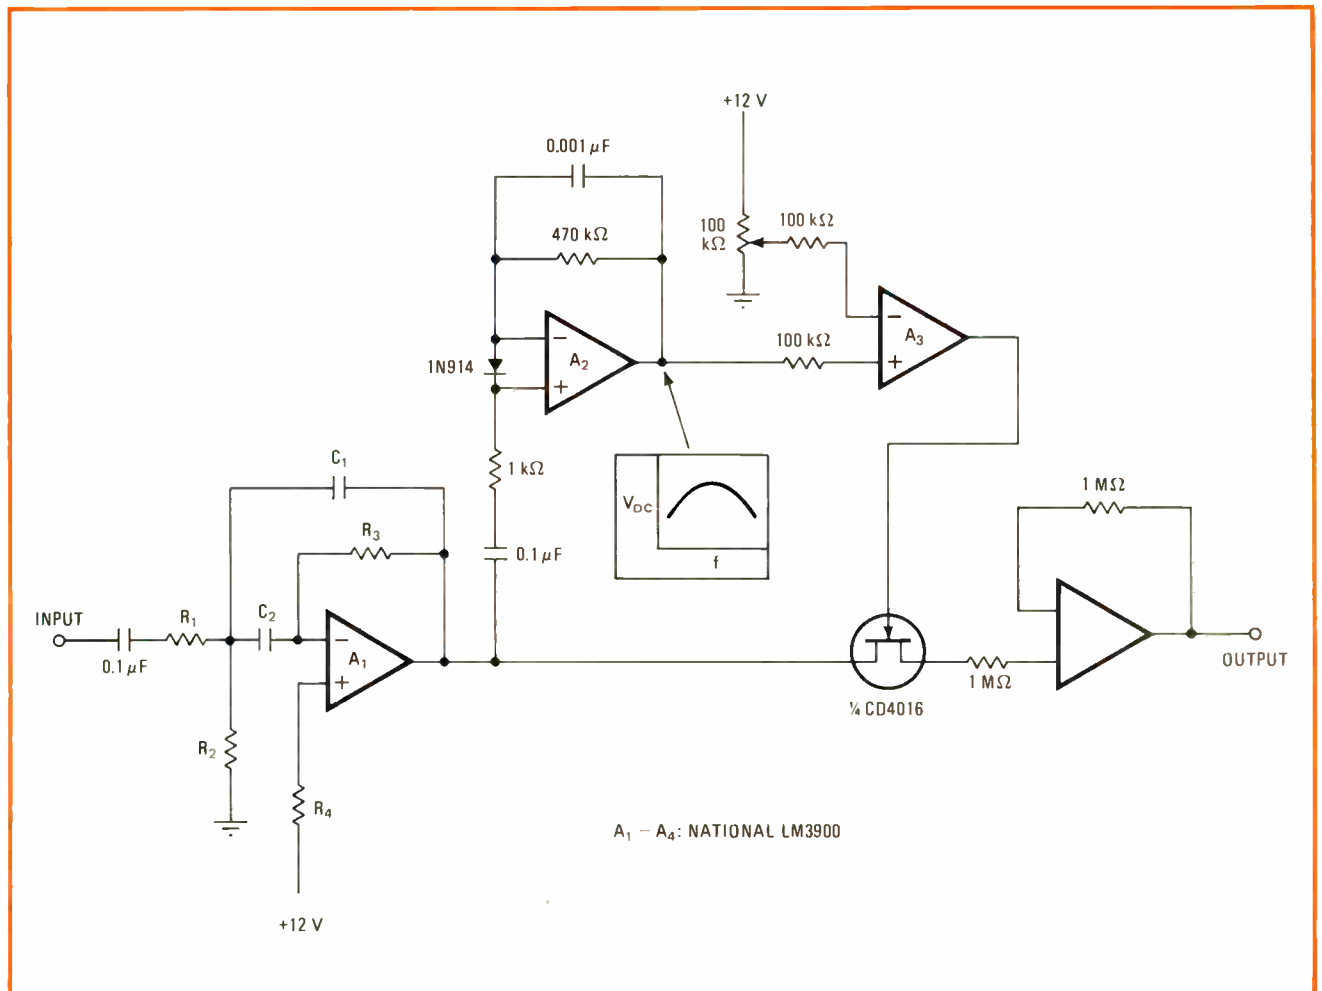 +12 V
0.001 µF
100 kΩ
100 kΩ
470 kΩ
−
A3
+
100 kΩ
−
A2
+
1N914
C1
1 kΩ
VDC
f
1 MΩ
R3
0.1 µF
INPUT
R1
C2
0.1 µF
−
A1
+
OUTPUT
1 MΩ
¼ CD4016
R2
R4
A1 – A4: NATIONAL LM3900
+12 V